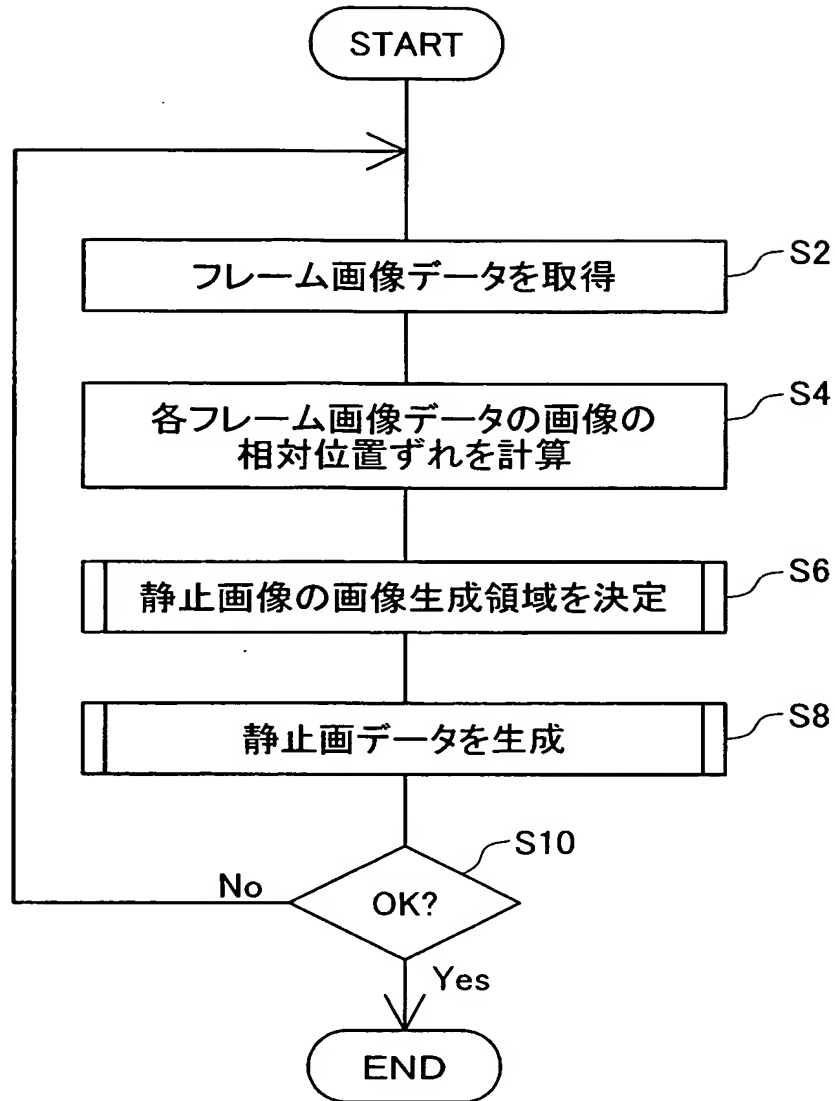 START
フレーム画像データを取得
S2
各フレーム画像データの画像の
相対位置ずれを計算
S4
静止画像の画像生成領域を決定
S6
静止画データを生成
S8
S10
OK?
No
Yes
END